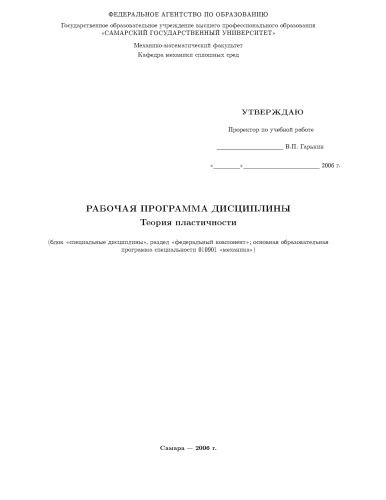 ФЕДЕРАЛЬНОЕ АГЕНТСТВО ПО ОБРАЗОВАНИЮ
Государственное образовательное учреждение высшего профессионального образования
«САМАРСКИЙ ГОСУДАРСТВЕННЫЙ УНИВЕРСИТЕТ»
Механико-математический факультет
Кафедра механики сплошных сред
УТВЕРЖДАЮ
Проректор по учебной работе
____________________ В.П. Гарькин
«________»_______________________ 2006 г.
РАБОЧАЯ ПРОГРАММА ДИСЦИПЛИНЫ
Теория пластичности
(блок «специальные дисциплины», раздел «федеральный компонент»; основная образовательная
программа специальности 010901 «механика»)
Самара — 2006 г.